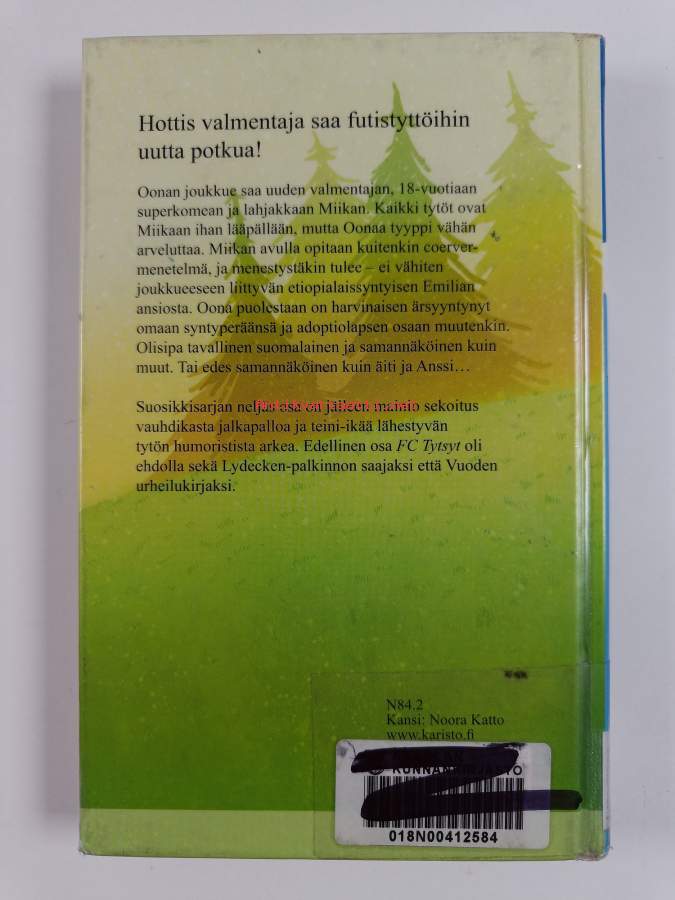 Hottis valmentaja saa futistyttöihin
uutta potkua!
Oonan joukkue saa uuden valmentajan, 18-vuotiaan
superkomean ja lahjakkaan Miikan. Kaikki tytöt ovat
Miikaan ihan lääpällään, mutta Oonaa tyyppi vähän
arveluttaa. Miikan avulla opitaan kuitenkin coerver-
menetelmä, ja menestystäkin tulee – ei vähiten
joukkueeseen liittyvän etiopialaissyntyisen Emilian
ansiosta. Oona puolestaan on harvinaisen ärsyyntynyt
omaan syntyperäänsä ja adoptiolapsen osaan muutenkin.
Olisipa tavallinen suomalainen ja samannäköinen kuin
muut. Tai edes samannäköinen kuin äiti ja Anssi…
Suosikkisarjan neljäs osa on jälleen mainio sekoitus
vauhdikasta jalkapalloa ja teini-ikää lähestyvän
tytön humoristista arkea. Edellinen osa FC Tytsyt oli
ehdolla sekä Lydecken-palkinnon saajaksi että Vuoden
urheilukirjaksi.
N84.2
Kansi: Noora Katto
www.karisto.fi
018N00412584